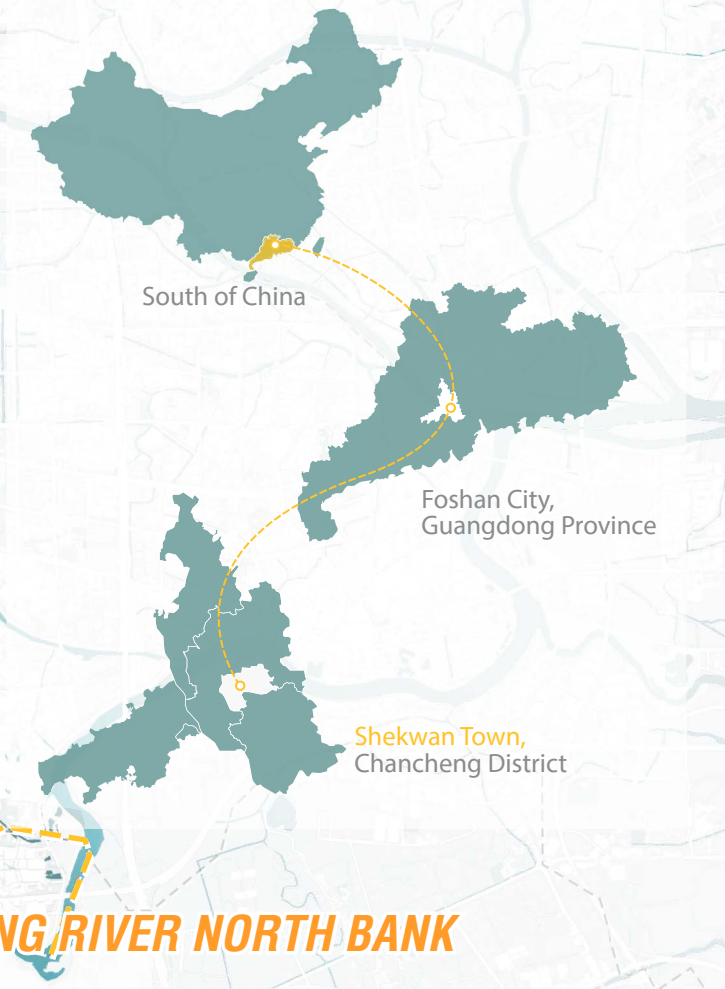 South of China
Foshan City,
Guangdong Province
Shekwan Town,
Chancheng District
NG RIVER NORTH BANK